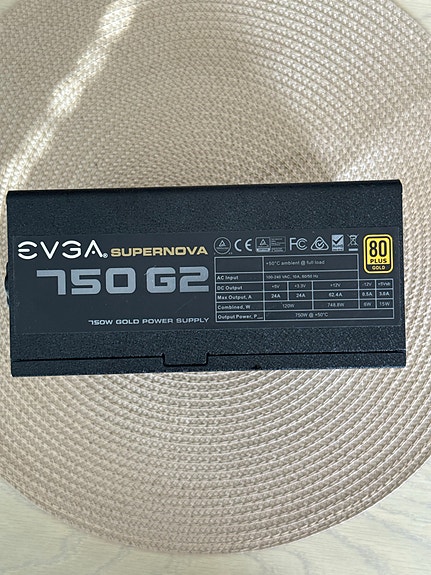 EVGA® SUPERNOVA
750 G2
750W GOLD POWER SUPPLY
+50°C ambient @ full load
AC Input 100-240 VAC, 10A, 60/50 Hz
DC Output +5V +3.3V +12V -12V +5Vsb
Max Output, A 24A 24A 62.4A 0.5A 3.0A
Combined, W 120W 748.8W 6W 15W
Output Power, P 750W @ +50°C
80
PLUS
GOLD
FC CE